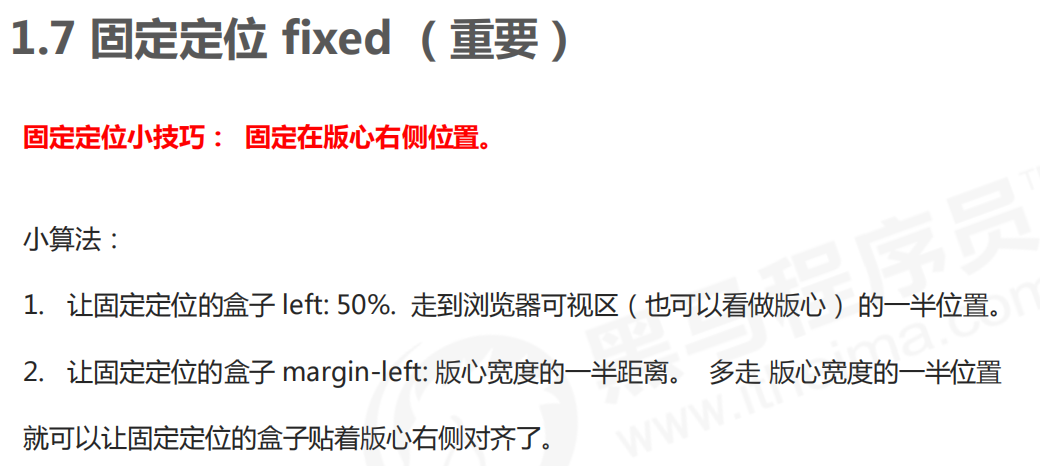 1.7 固定定位 fixed （重要）
固定定位小技巧： 固定在版心右侧位置。
小算法：
1. 让固定定位的盒子 left: 50%. 走到浏览器可视区（也可以看做版心） 的一半位置。
2. 让固定定位的盒子 margin-left: 版心宽度的一半距离。 多走 版心宽度的一半位置
就可以让固定定位的盒子贴着版心右侧对齐了。
黑马程序员 TM
www.itheima.com